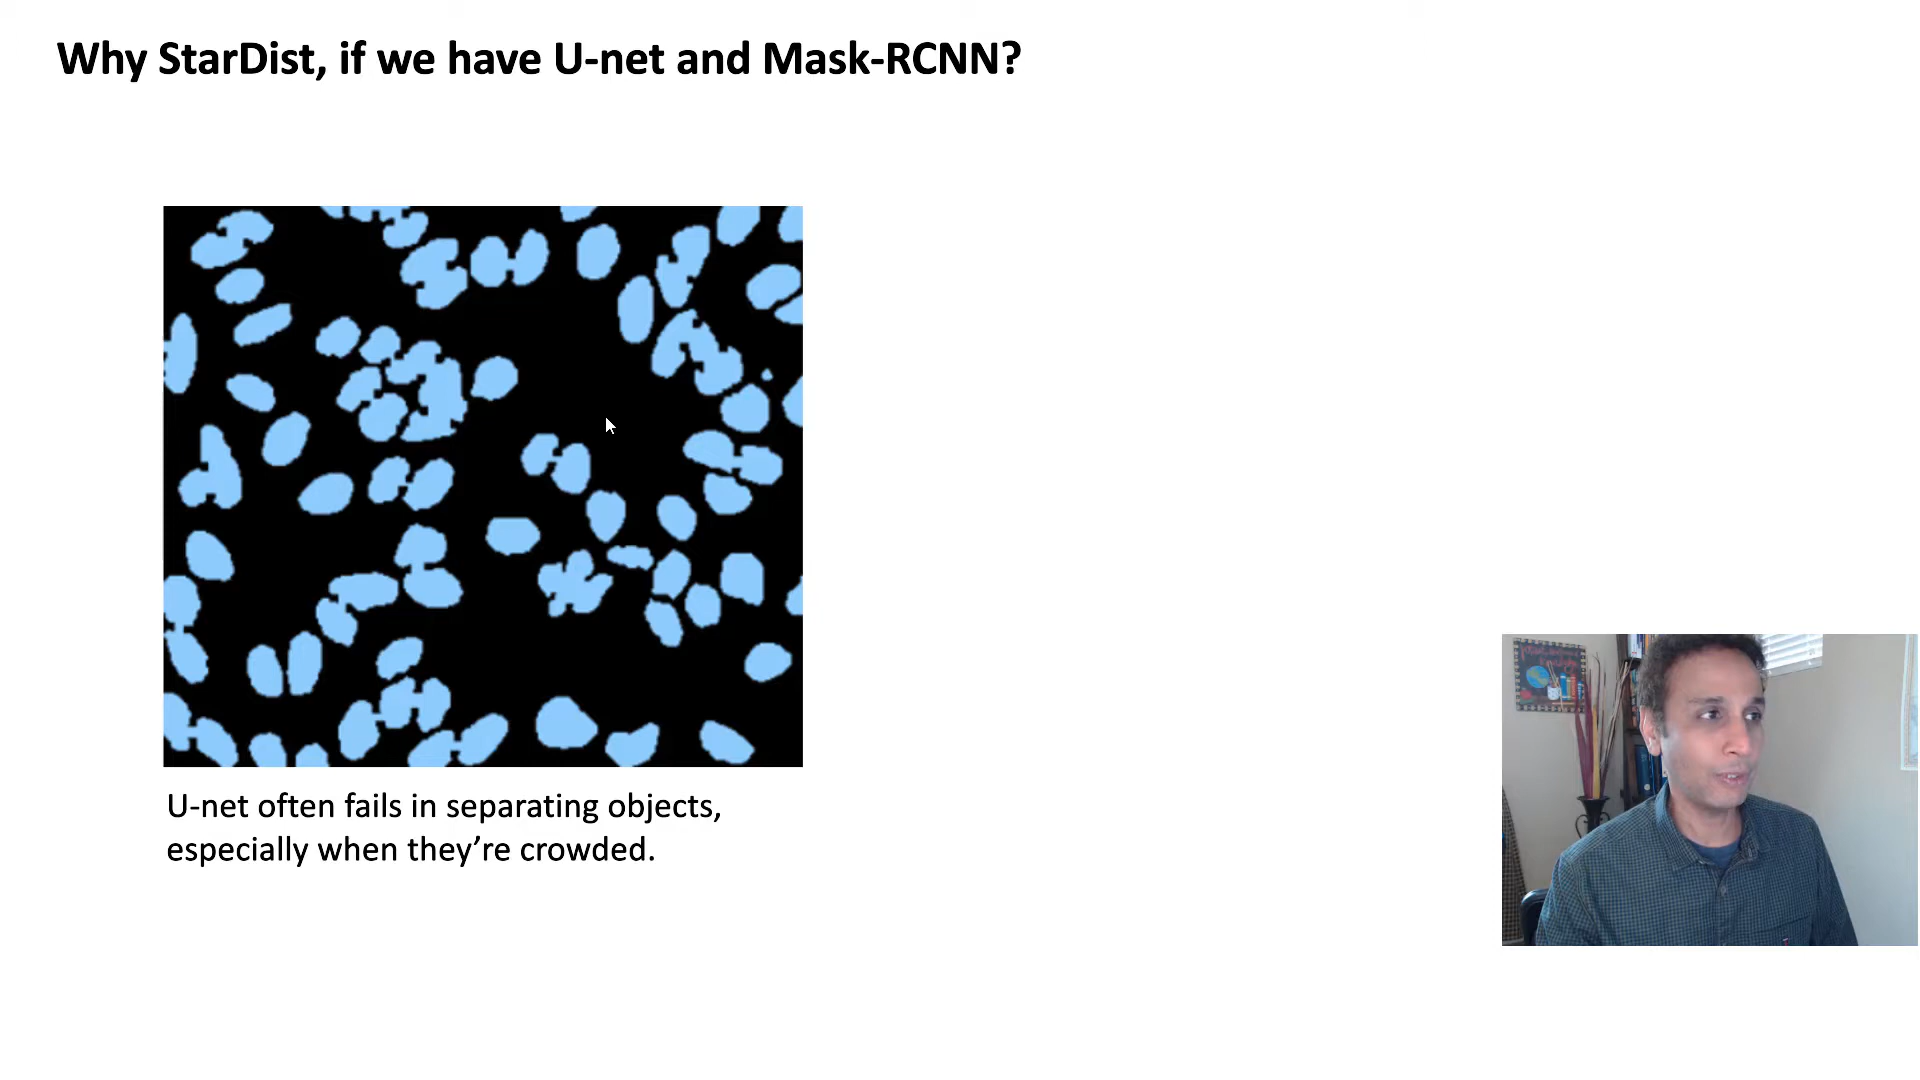 Why StarDist, if we have U-net and Mask-RCNN?
U-net often fails in separating objects,
especially when they’re crowded.